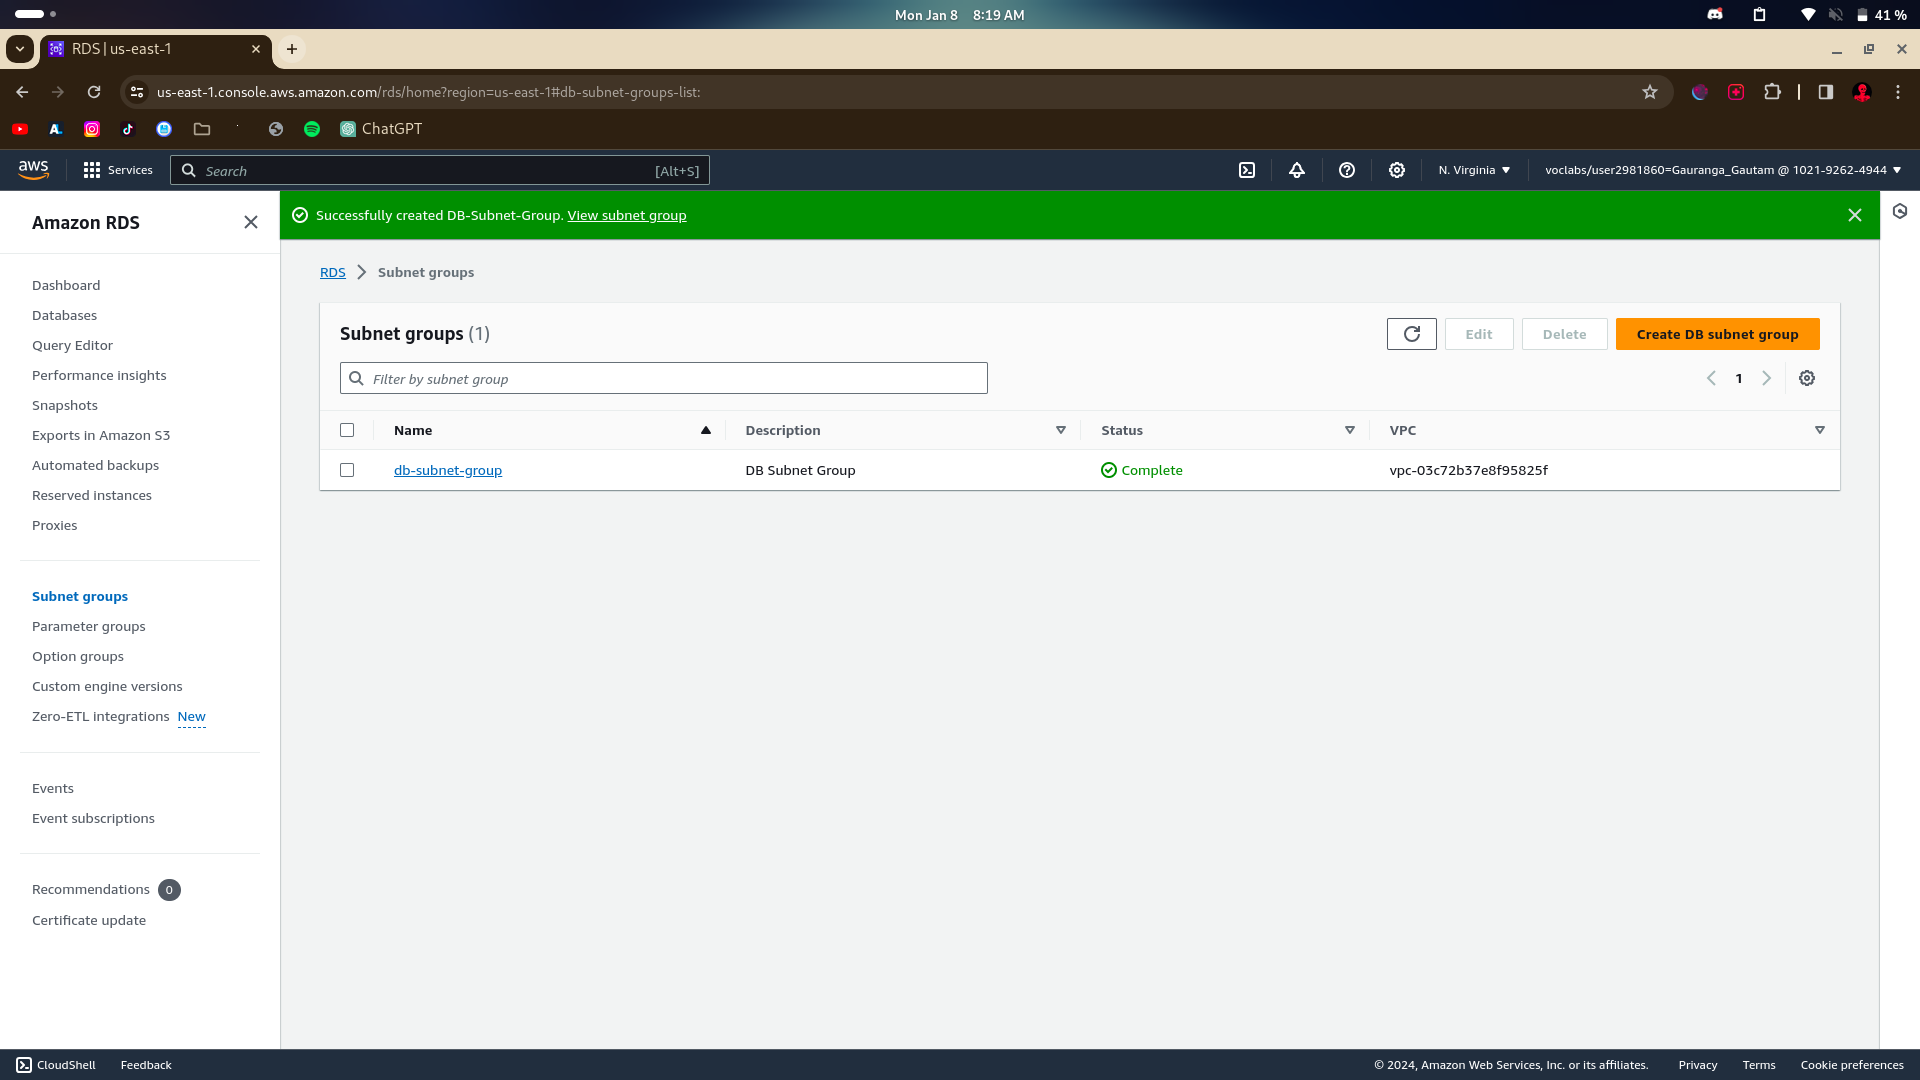 Mon Jan 8 8:19 AM
41 %
RDS | us-east-1
us-east-1.console.aws.amazon.com/rds/home?region=us-east-1#db-subnet-groups-list:
ChatGPT
aws
Services
Search
[Alt+S]
N. Virginia
voclabs/user2981860=Gauranga_Gautam @ 1021-9262-4944
Amazon RDS
Dashboard
Databases
Query Editor
Performance insights
Snapshots
Exports in Amazon S3
Automated backups
Reserved instances
Proxies
Subnet groups
Parameter groups
Option groups
Custom engine versions
Zero-ETL integrations New
Events
Event subscriptions
Recommendations 0
Certificate update
Successfully created DB-Subnet-Group. View subnet group
RDS Subnet groups
Subnet groups (1)
Edit
Delete
Create DB subnet group
Filter by subnet group
1
Name Description Status VPC
db-subnet-group DB Subnet Group Complete vpc-03c72b37e8f95825f
CloudShell Feedback
© 2024, Amazon Web Services, Inc. or its affiliates. Privacy Terms Cookie preferences